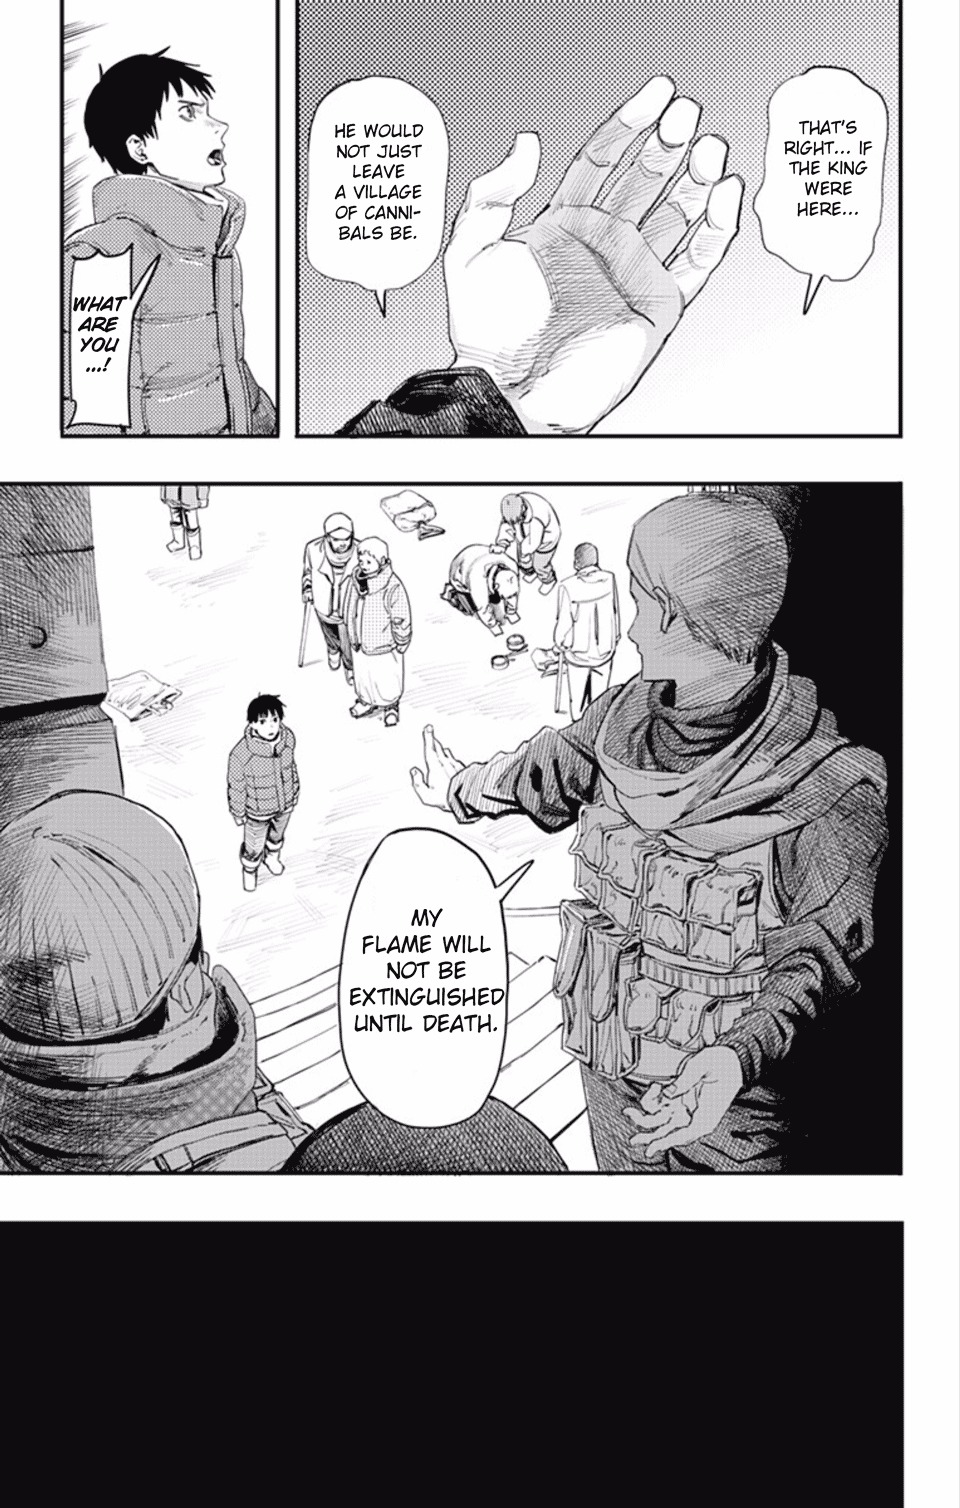 THAT'S
RIGHT... IF
THE KING
WERE
HERE...
HE WOULD
NOT JUST
LEAVE
A VILLAGE
OF CANNI-
BALS BE.
WHAT
ARE
YOU
...!
MY
FLAME WILL
NOT BE
EXTINGUISHED
UNTIL DEATH.